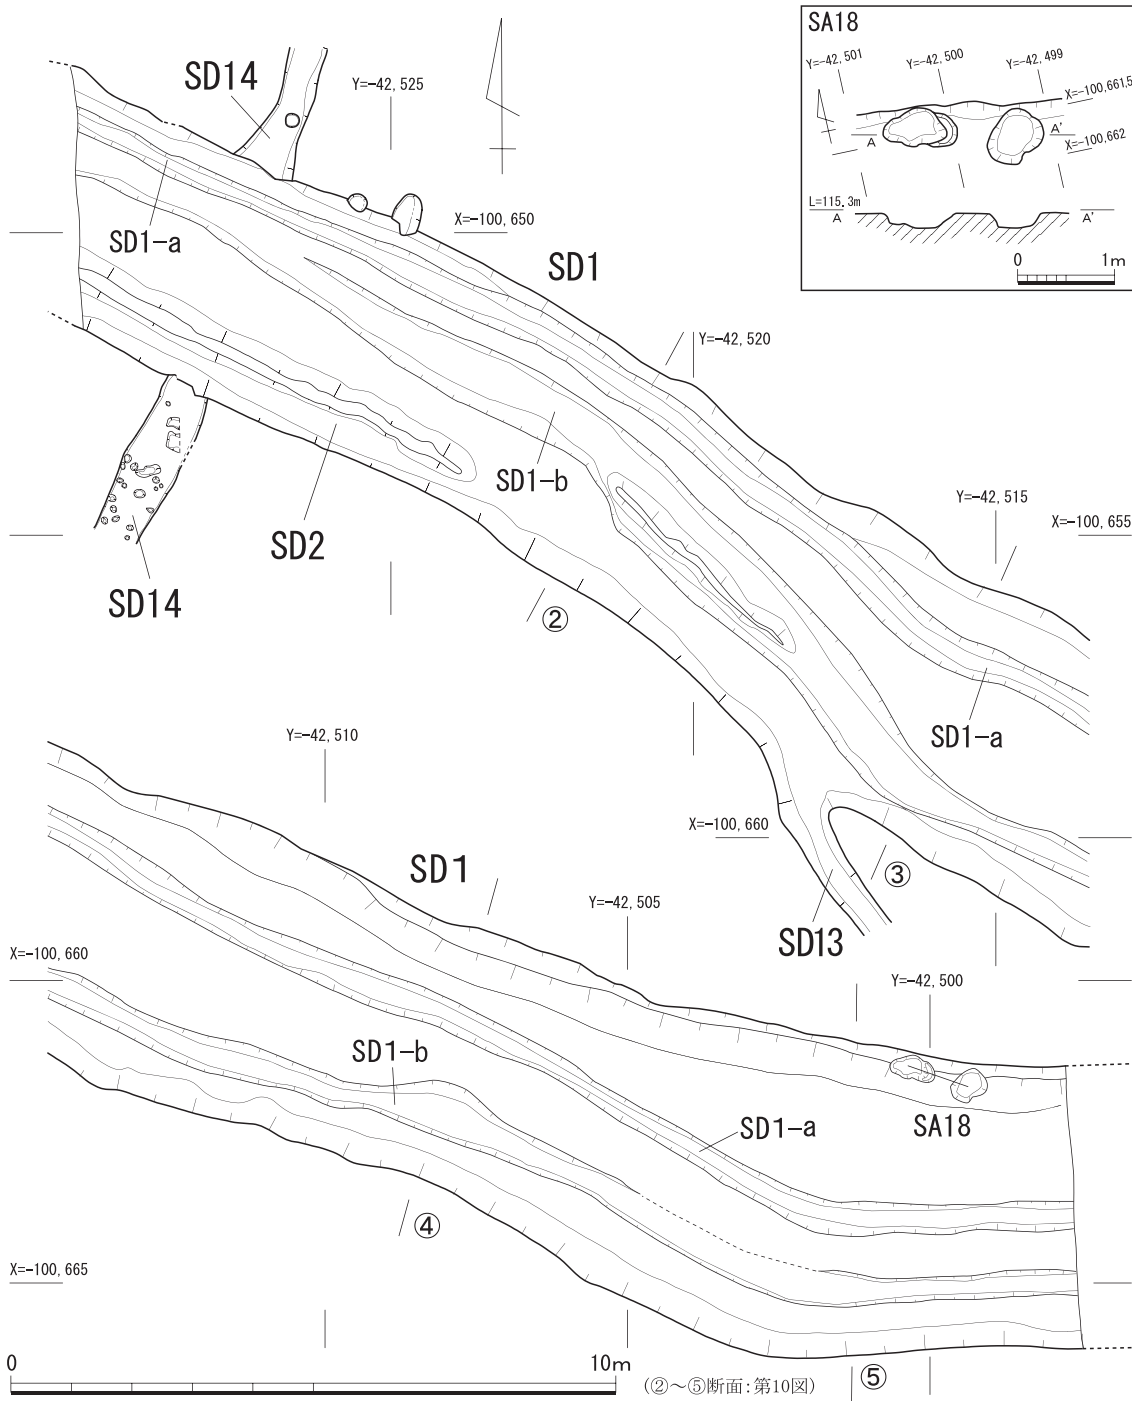 SA18
Y=-42,501
Y=-42,500
Y=-42,499
X=-100,661.5
A
A'
X=-100,662
L=115.3m
A
A'
0
1m
SD14
Y=-42,525
X=-100,650
SD1-a
SD1
Y=-42,520
SD1-b
Y=-42,515
X=-100,655
SD2
SD14
②
SD1-a
Y=-42,510
X=-100,660
SD1
③
Y=-42,505
SD13
X=-100,660
Y=-42,500
SD1-b
SD1-a
SA18
④
X=-100,665
0
10m
(②～⑤断面:第10図)
⑤